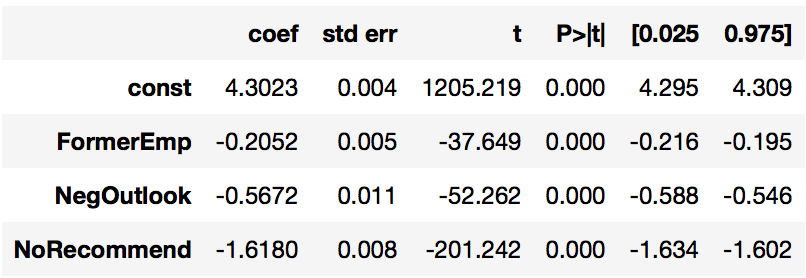 coef std err t P>|t| [0.025 0.975]
const 4.3023 0.004 1205.219 0.000 4.295 4.309
FormerEmp -0.2052 0.005 -37.649 0.000 -0.216 -0.195
NegOutlook -0.5672 0.011 -52.262 0.000 -0.588 -0.546
NoRecommend -1.6180 0.008 -201.242 0.000 -1.634 -1.602